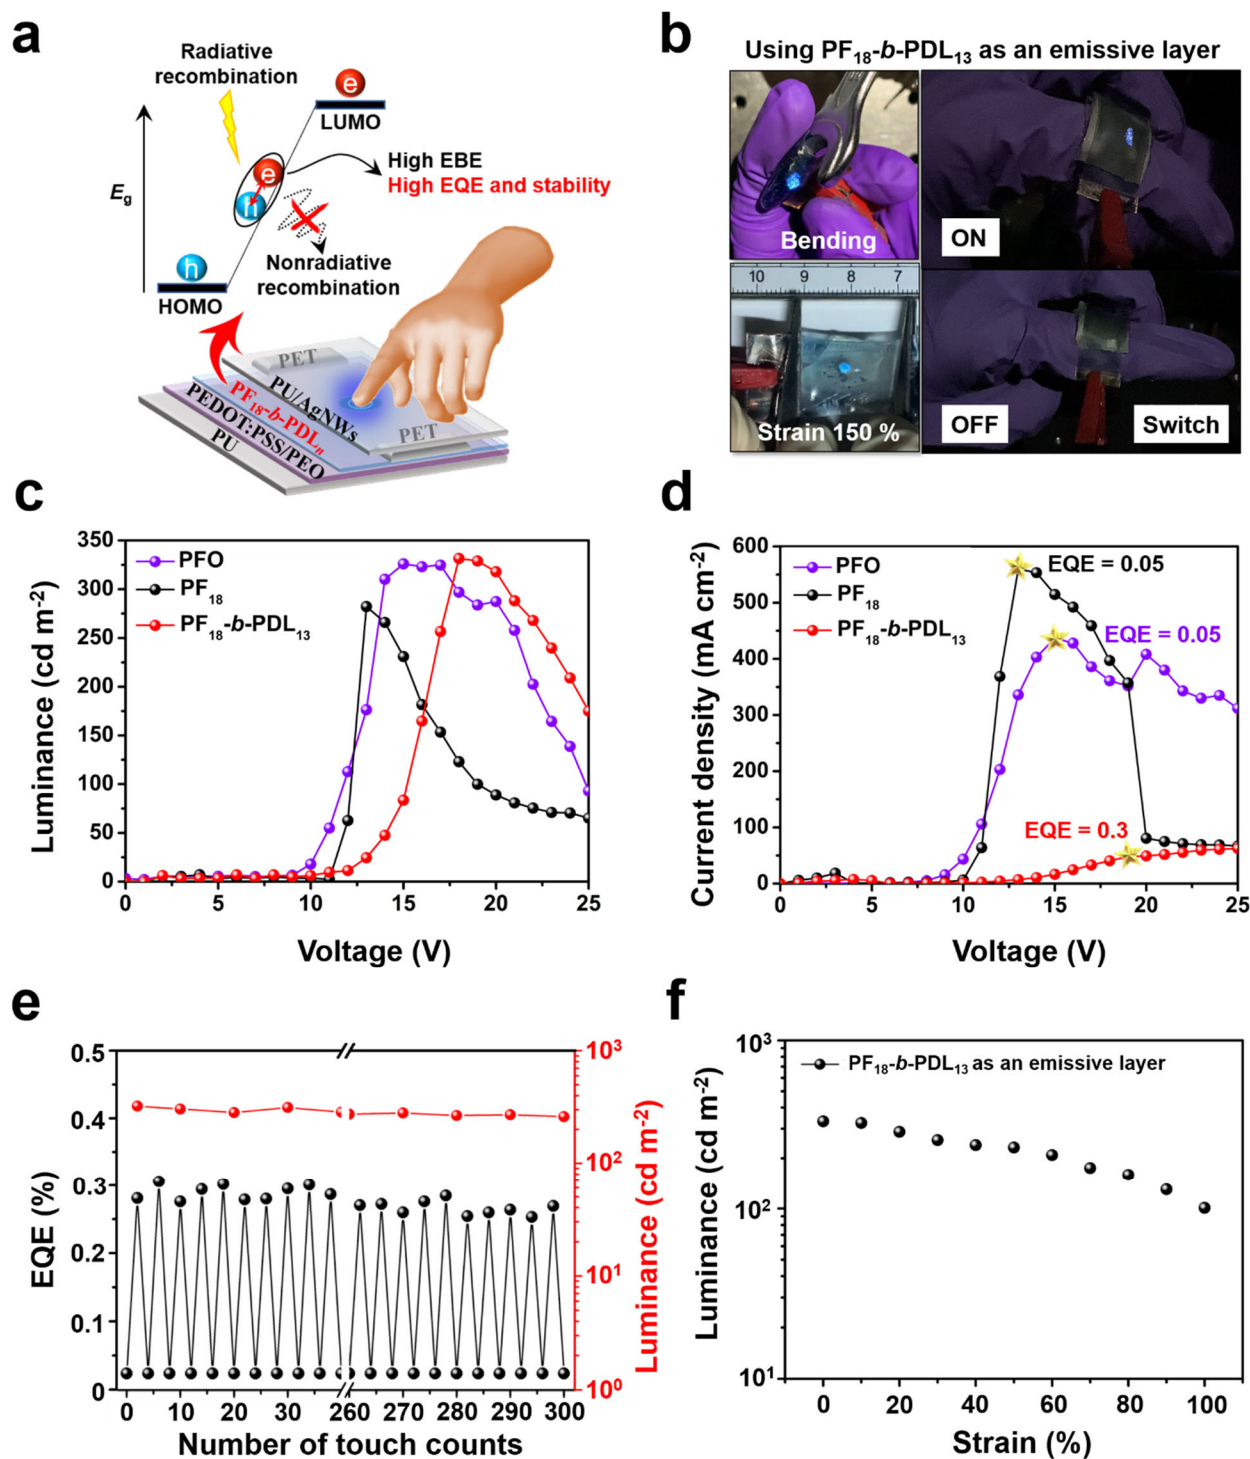 a
Radiative
recombination
e
LUMO
E_g
e
h
High EBE
High EQE and stability
h
HOMO
Nonradiative
recombination
PET
PU/AgNWs
PF₁₈-b-PDLₙ
PEDOT:PSS/PEO
PU
PET
b
Using PF₁₈-b-PDL₁₃ as an emissive layer
Bending
ON
10 9 8 7
Strain 150 %
OFF
Switch
c
Luminance (cd m⁻²)
350
300
250
200
150
100
50
0
PFO
PF₁₈
PF₁₈-b-PDL₁₃
0 5 10 15 20 25
Voltage (V)
d
Current density (mA cm⁻²)
600
500
400
300
200
100
0
PFO
PF₁₈
PF₁₈-b-PDL₁₃
EQE = 0.05
EQE = 0.05
EQE = 0.3
0 5 10 15 20 25
Voltage (V)
e
EQE (%)
0.5
0.4
0.3
0.2
0.1
0
10³
10²
10¹
10⁰
Luminance (cd m⁻²)
0 10 20 30 260 270 280 290 300
Number of touch counts
f
Luminance (cd m⁻²)
10³
10²
10¹
PF₁₈-b-PDL₁₃ as an emissive layer
0 20 40 60 80 100
Strain (%)